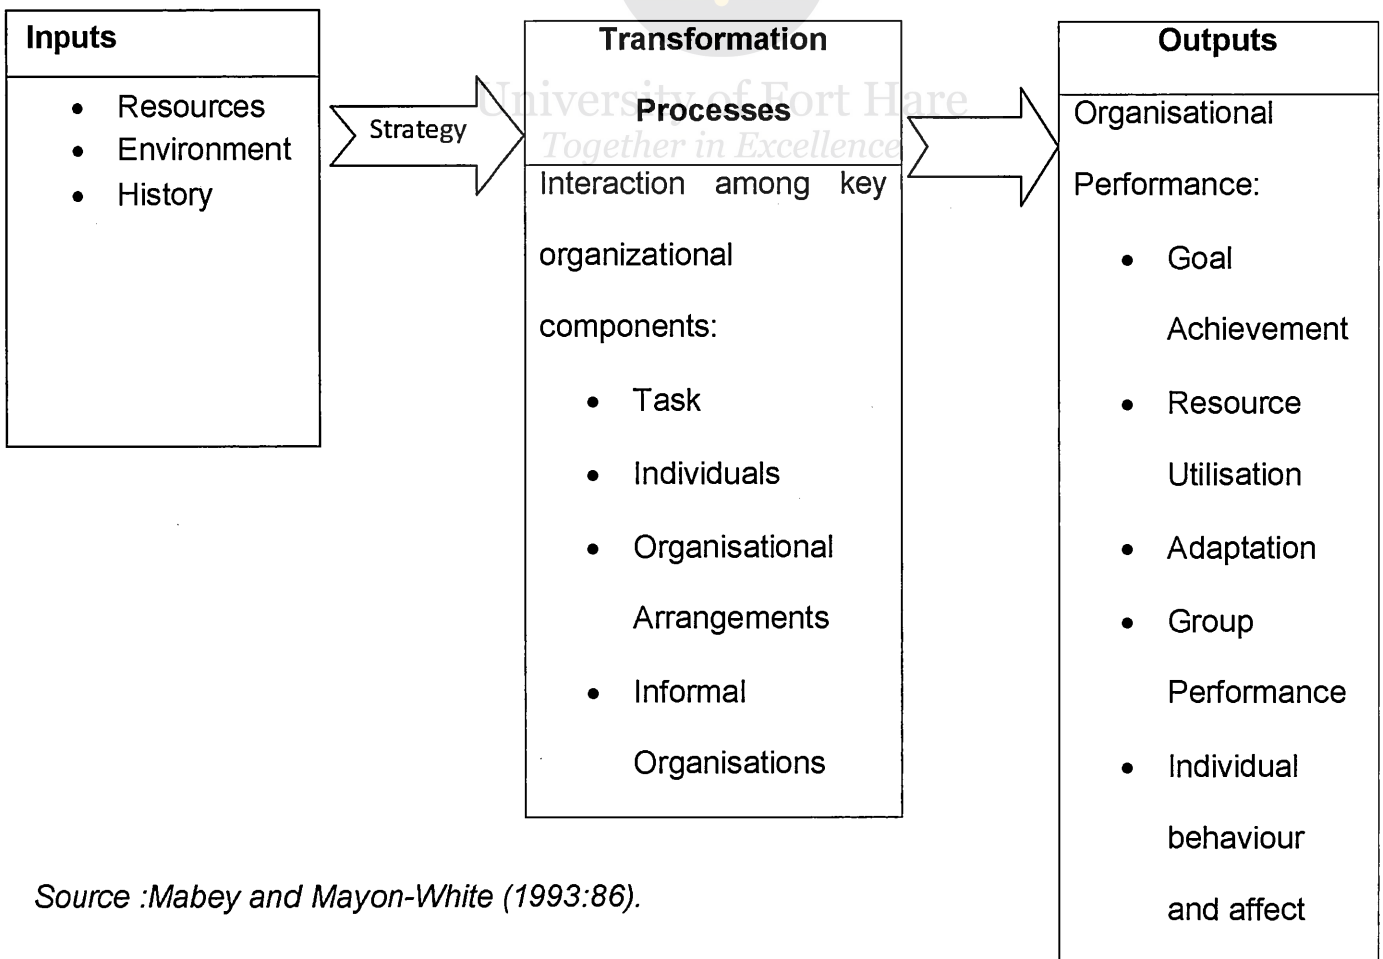 Inputs
• Resources
• Environment
• History
Strategy
University of Fort Hare
Together in Excellence
Transformation
Processes
Interaction among key
organizational
components:
• Task
• Individuals
• Organisational
Arrangements
• Informal
Organisations
Outputs
Organisational
Performance:
• Goal
Achievement
• Resource
Utilisation
• Adaptation
• Group
Performance
• Individual
behaviour
and affect
Source :Mabey and Mayon-White (1993:86).